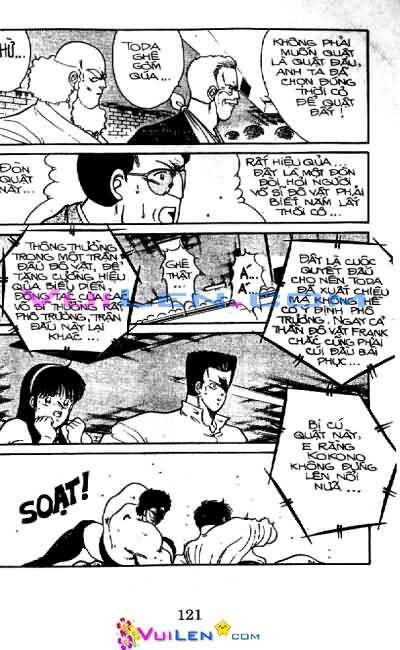 KHÔNG PHẢI
MUỐN QUẬT
LÀ QUẬT ĐÂU,
ANH TA ĐÃ
CHỌN ĐÚNG
THỜI CƠ
ĐỂ QUẬT
ĐẤY!
TODA
GHÊ
GỚM
QUÁ...
HỪ...
RẤT HIỆU QUẢ...
ĐÂY LÀ MỘT ĐÒN
ĐÒI HỎI NGƯỜI
VÕ SĨ ĐÔ VẬT PHẢI
BIẾT NẮM LẤY
THỜI CƠ...
ĐÒN
QUẬT
NÀY...
THÔNG THƯỜNG
TRONG MỘT TRẬN
ĐẤU ĐÔ VẬT, ĐỂ
TĂNG CƯỜNG HIỆU
QUẢ BIỂU DIỄN,
ĐỘNG TÁC CỦA
VÕ SĨ THƯỜNG RẤT
PHÔ TRƯƠNG, TRẬN
ĐẤU NÀY LẠI
KHÁC...
GHÊ
THẬT...
Á...
Á...
ĐÂY LÀ CUỘC
QUYẾT ĐẤU
CHO NÊN TODA
ĐÃ XUẤT CHIÊU
MÀ KHÔNG HỀ
CÓ Ý ĐỊNH PHÔ
TRƯƠNG. NGAY CẢ
THẦN ĐÔ VẬT FRANK
CHẮC CŨNG PHẢI
CÚI ĐẦU BÁI
PHỤC...
VUILEN.COM
BỊ CÚ
QUẬT NÀY,
E RẰNG
KOKONO
KHÔNG ĐỨNG
LÊN NỔI
NỮA...
SOẠT!
121
VUILEN.COM